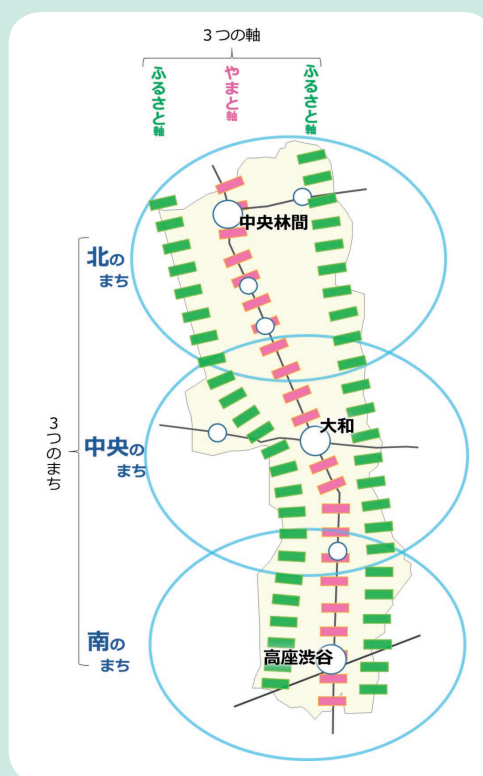 3つの軸
ふるさと軸
やまと軸
ふるさと軸
中央林間
北の
まち
3つのまち
大和
中央の
まち
南の
まち
高座渋谷